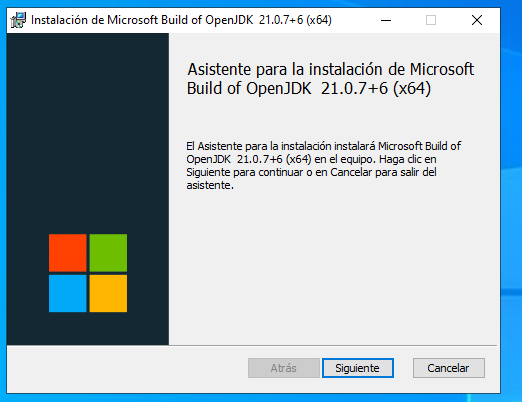 Instalación de Microsoft Build of OpenJDK  21.0.7+6 (x64)
Asistente para la instalación de Microsoft
Build of OpenJDK  21.0.7+6 (x64)
El Asistente para la instalación instalará Microsoft Build of
OpenJDK  21.0.7+6 (x64) en el equipo. Haga clic en
Siguiente para continuar o en Cancelar para salir del
asistente.
Atrás
Siguiente
Cancelar